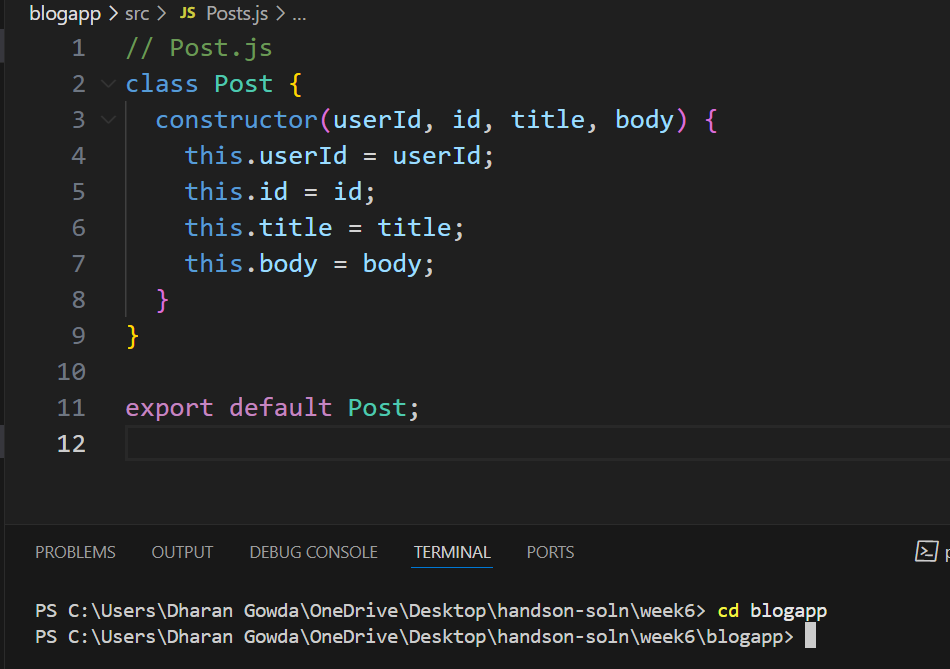 blogapp > src > JS Posts.js > ...
1 // Post.js
2 class Post {
3   constructor(userId, id, title, body) {
4     this.userId = userId;
5     this.id = id;
6     this.title = title;
7     this.body = body;
8   }
9 }
10
11 export default Post;
12
PROBLEMS OUTPUT DEBUG CONSOLE TERMINAL PORTS
PS C:\Users\Dharan Gowda\OneDrive\Desktop\handson-soln\week6> cd blogapp
PS C:\Users\Dharan Gowda\OneDrive\Desktop\handson-soln\week6\blogapp>